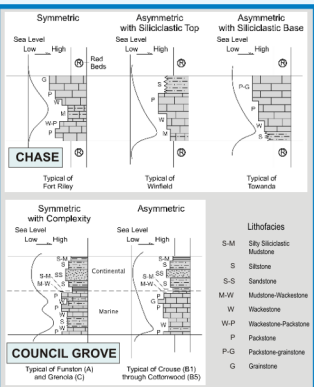 Symmetric
Asymmetric
with Siliciclastic Top
Asymmetric
with Siliciclastic Base
Sea Level
Low High
Red
Beds
R
G
P
W
M
W-P
P
R
Sea Level
Low High
R
S
P
W
M
R
Sea Level
Low High
R
P-G
P
W
S
R
CHASE
Typical of
Fort Riley
Typical of
Winfield
Typical of
Towanda
Symmetric
with Complexity
Asymmetric
Sea Level
Low High
S-M
S
S-M, SS
M-W S
P
W
P
S
W
P
Sea Level
Low High
S-M
S
S-M, SS
M-W S
P
G
P
W
P
Continental
Marine
COUNCIL GROVE
Typical of Funston (A)
and Grenola (C)
Typical of Crouse (B1)
through Cottonwood (B5)
Lithofacies
S-M Silty Siliciclastic
Mudstone
S Siltstone
S-S Sandstone
M-W Mudstone-Wackestone
W Wackestone
W-P Wackestone-Packstone
P Packstone
P-G Packstone-grainstone
G Grainstone